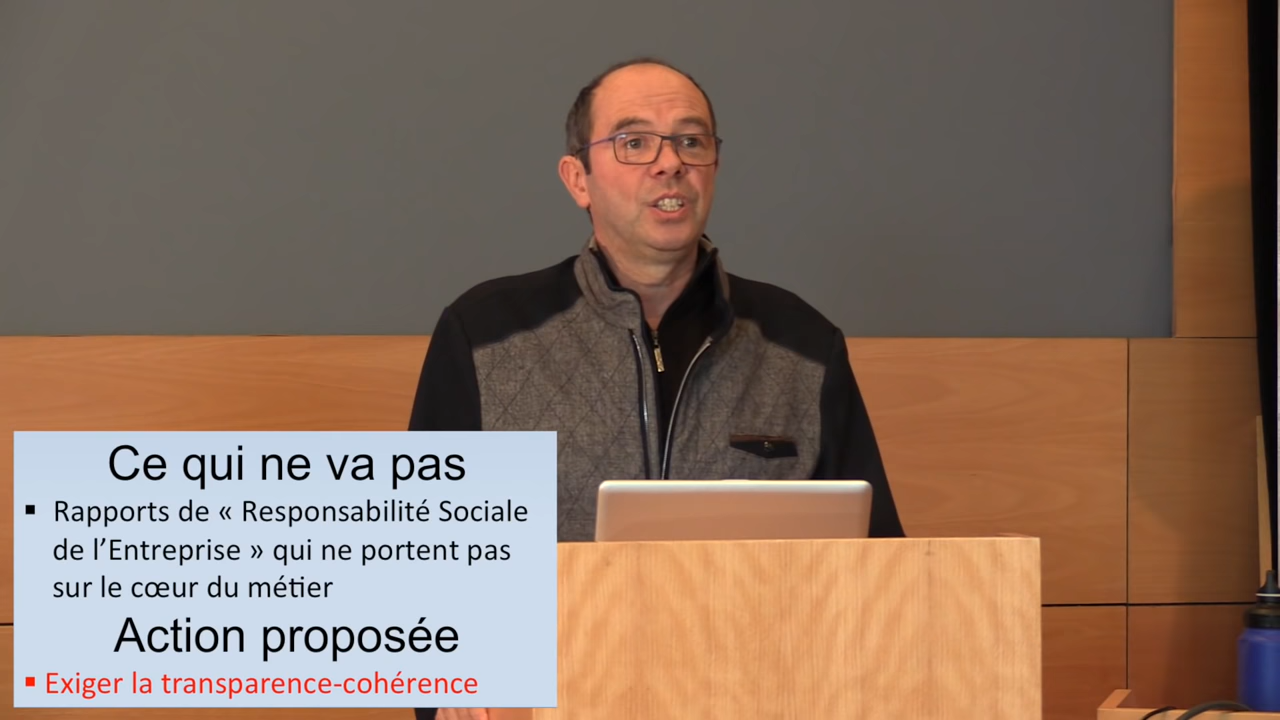 Ce qui ne va pas
▪ Rapports de « Responsabilité Sociale
de l’Entreprise » qui ne portent pas
sur le cœur du métier
Action proposée
▪ Exiger la transparence-cohérence